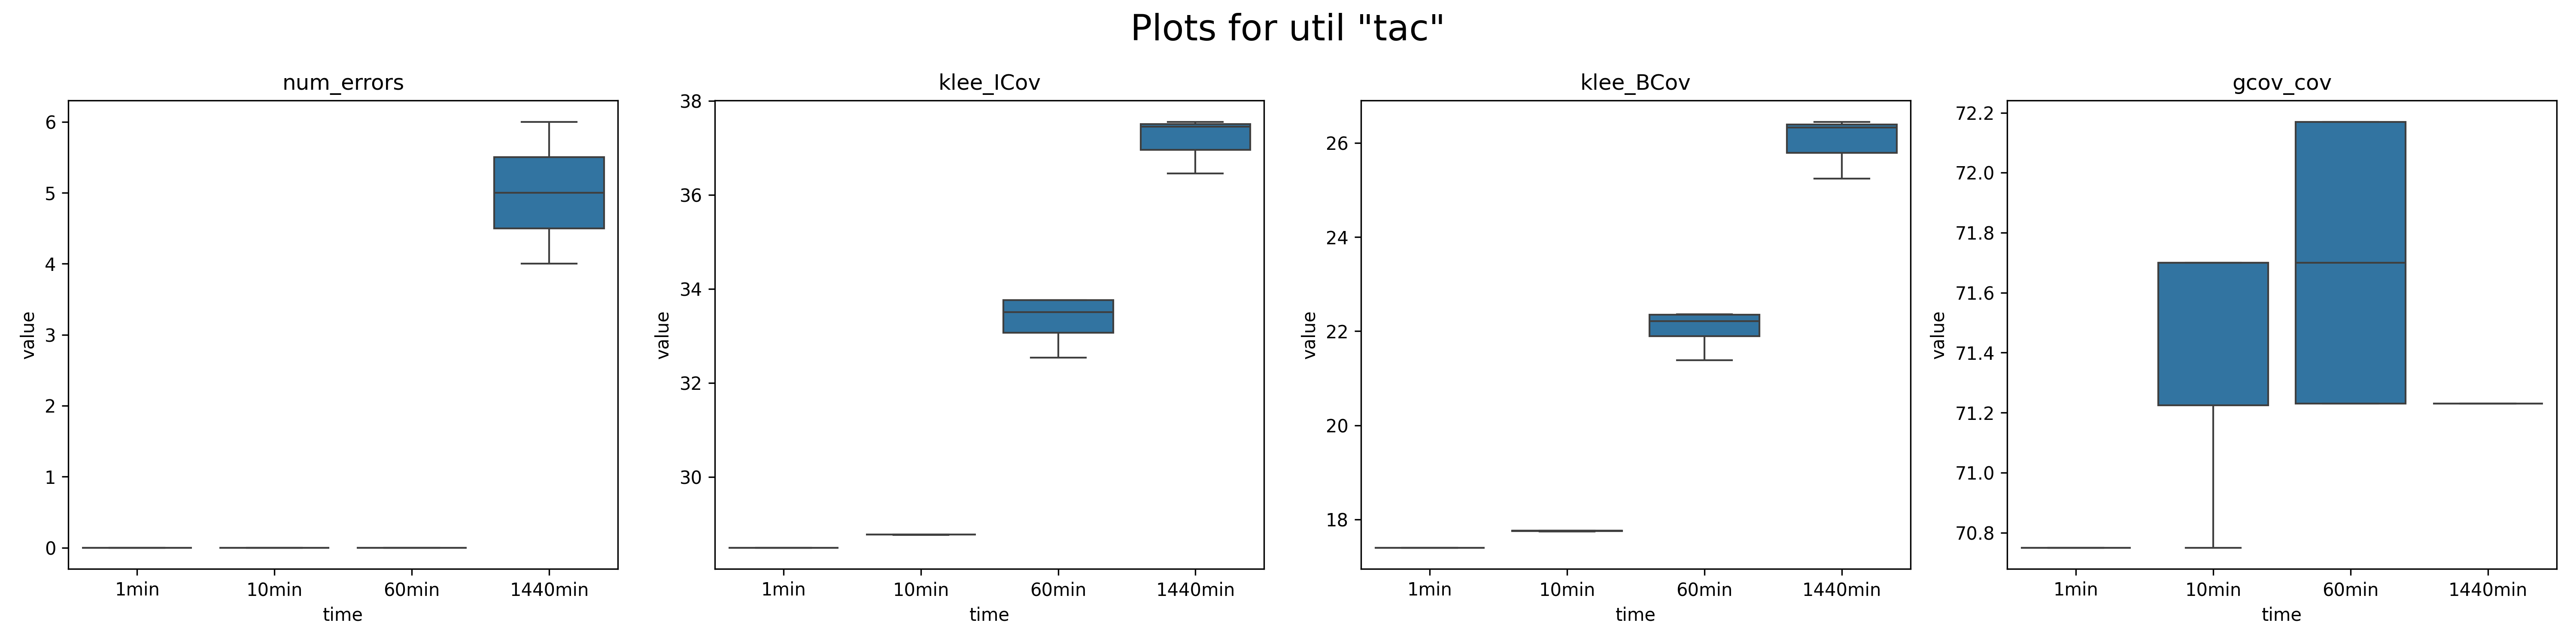 Plots for util "tac"
num_errors
6
5
4
3
2
1
0
value
1min
10min
60min
1440min
time
klee_ICov
38
36
34
32
30
value
1min
10min
60min
1440min
time
klee_BCov
26
24
22
20
18
value
1min
10min
60min
1440min
time
gcov_cov
72.2
72.0
71.8
71.6
71.4
71.2
71.0
70.8
value
1min
10min
60min
1440min
time